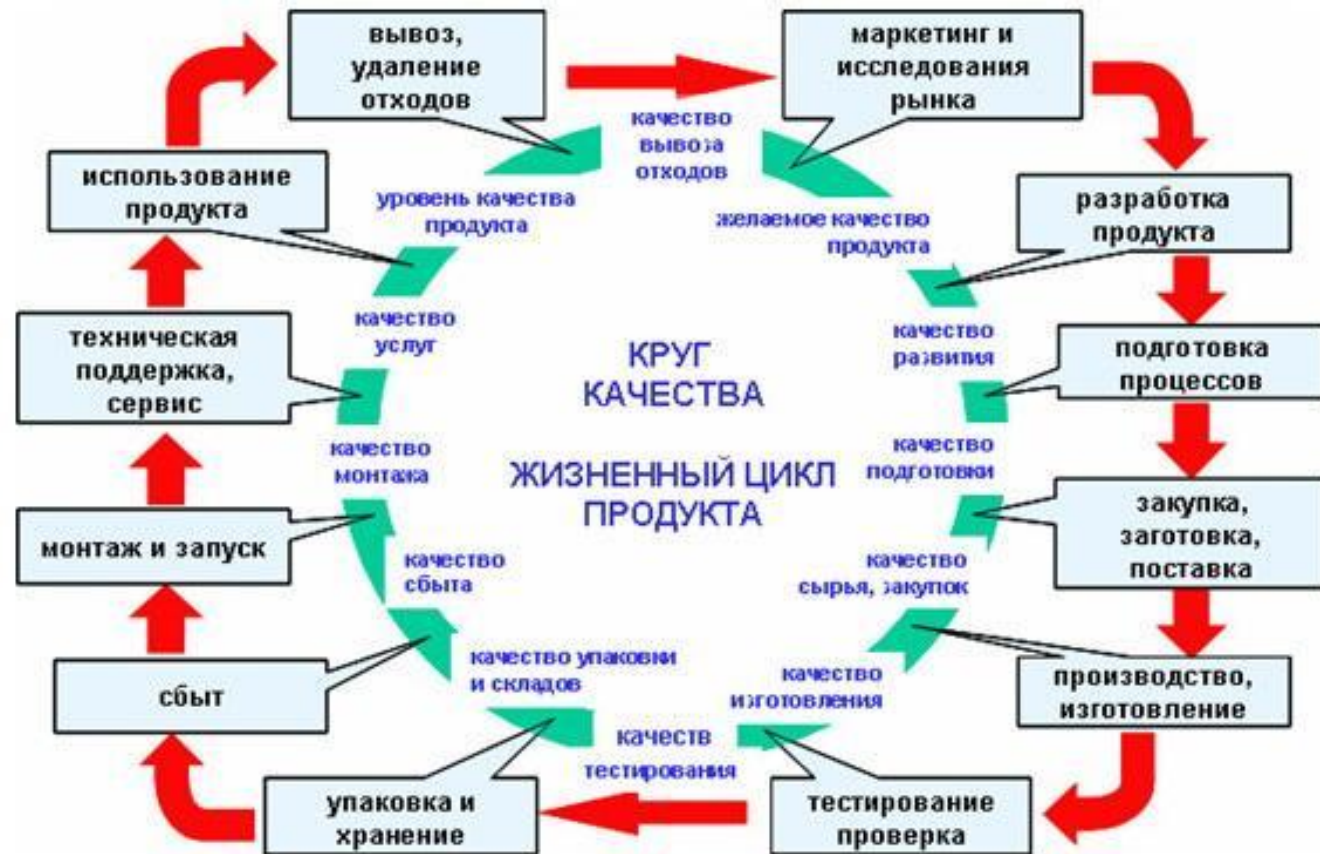 вывоз,
удаление
отходов
маркетинг и
исследования
рынка
разработка
продукта
подготовка
процессов
закупка,
заготовка,
поставка
производство,
изготовление
тестирование
проверка
упаковка и
хранение
сбыт
монтаж и запуск
техническая
поддержка,
сервис
использование
продукта
качество
вывоза
отходов
желаемое качество
продукта
качество
развития
качество
подготовки
качество
сырья, закупок
качество
изготовления
качеств
тестирования
качество упаковки
и складов
качество
сбыта
качество
монтажа
качество
услуг
уровень качества
продукта
КРУГ
КАЧЕСТВА
ЖИЗНЕННЫЙ ЦИКЛ
ПРОДУКТА